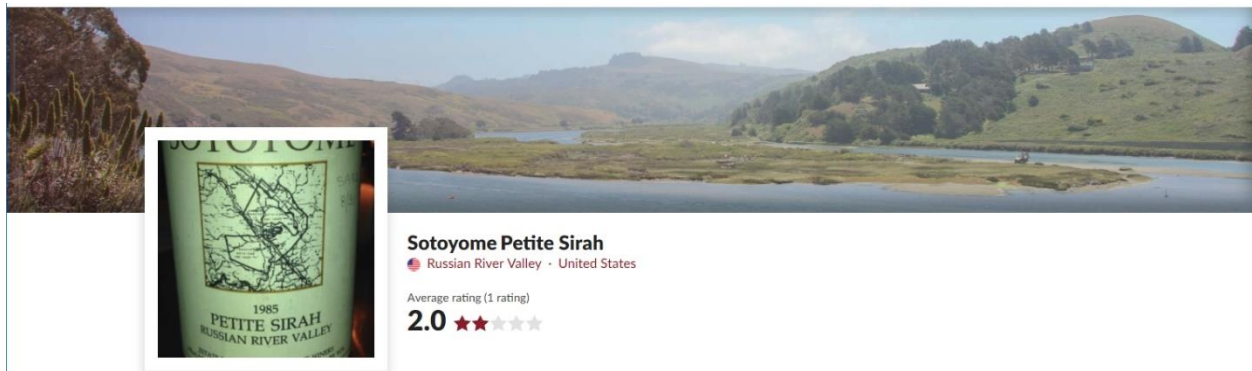 SOTOYOME
1985
PETITE SIRAH
RUSSIAN RIVER VALLEY
Sotoyome Petite Sirah
Russian River Valley · United States
Average rating (1 rating)
2.0